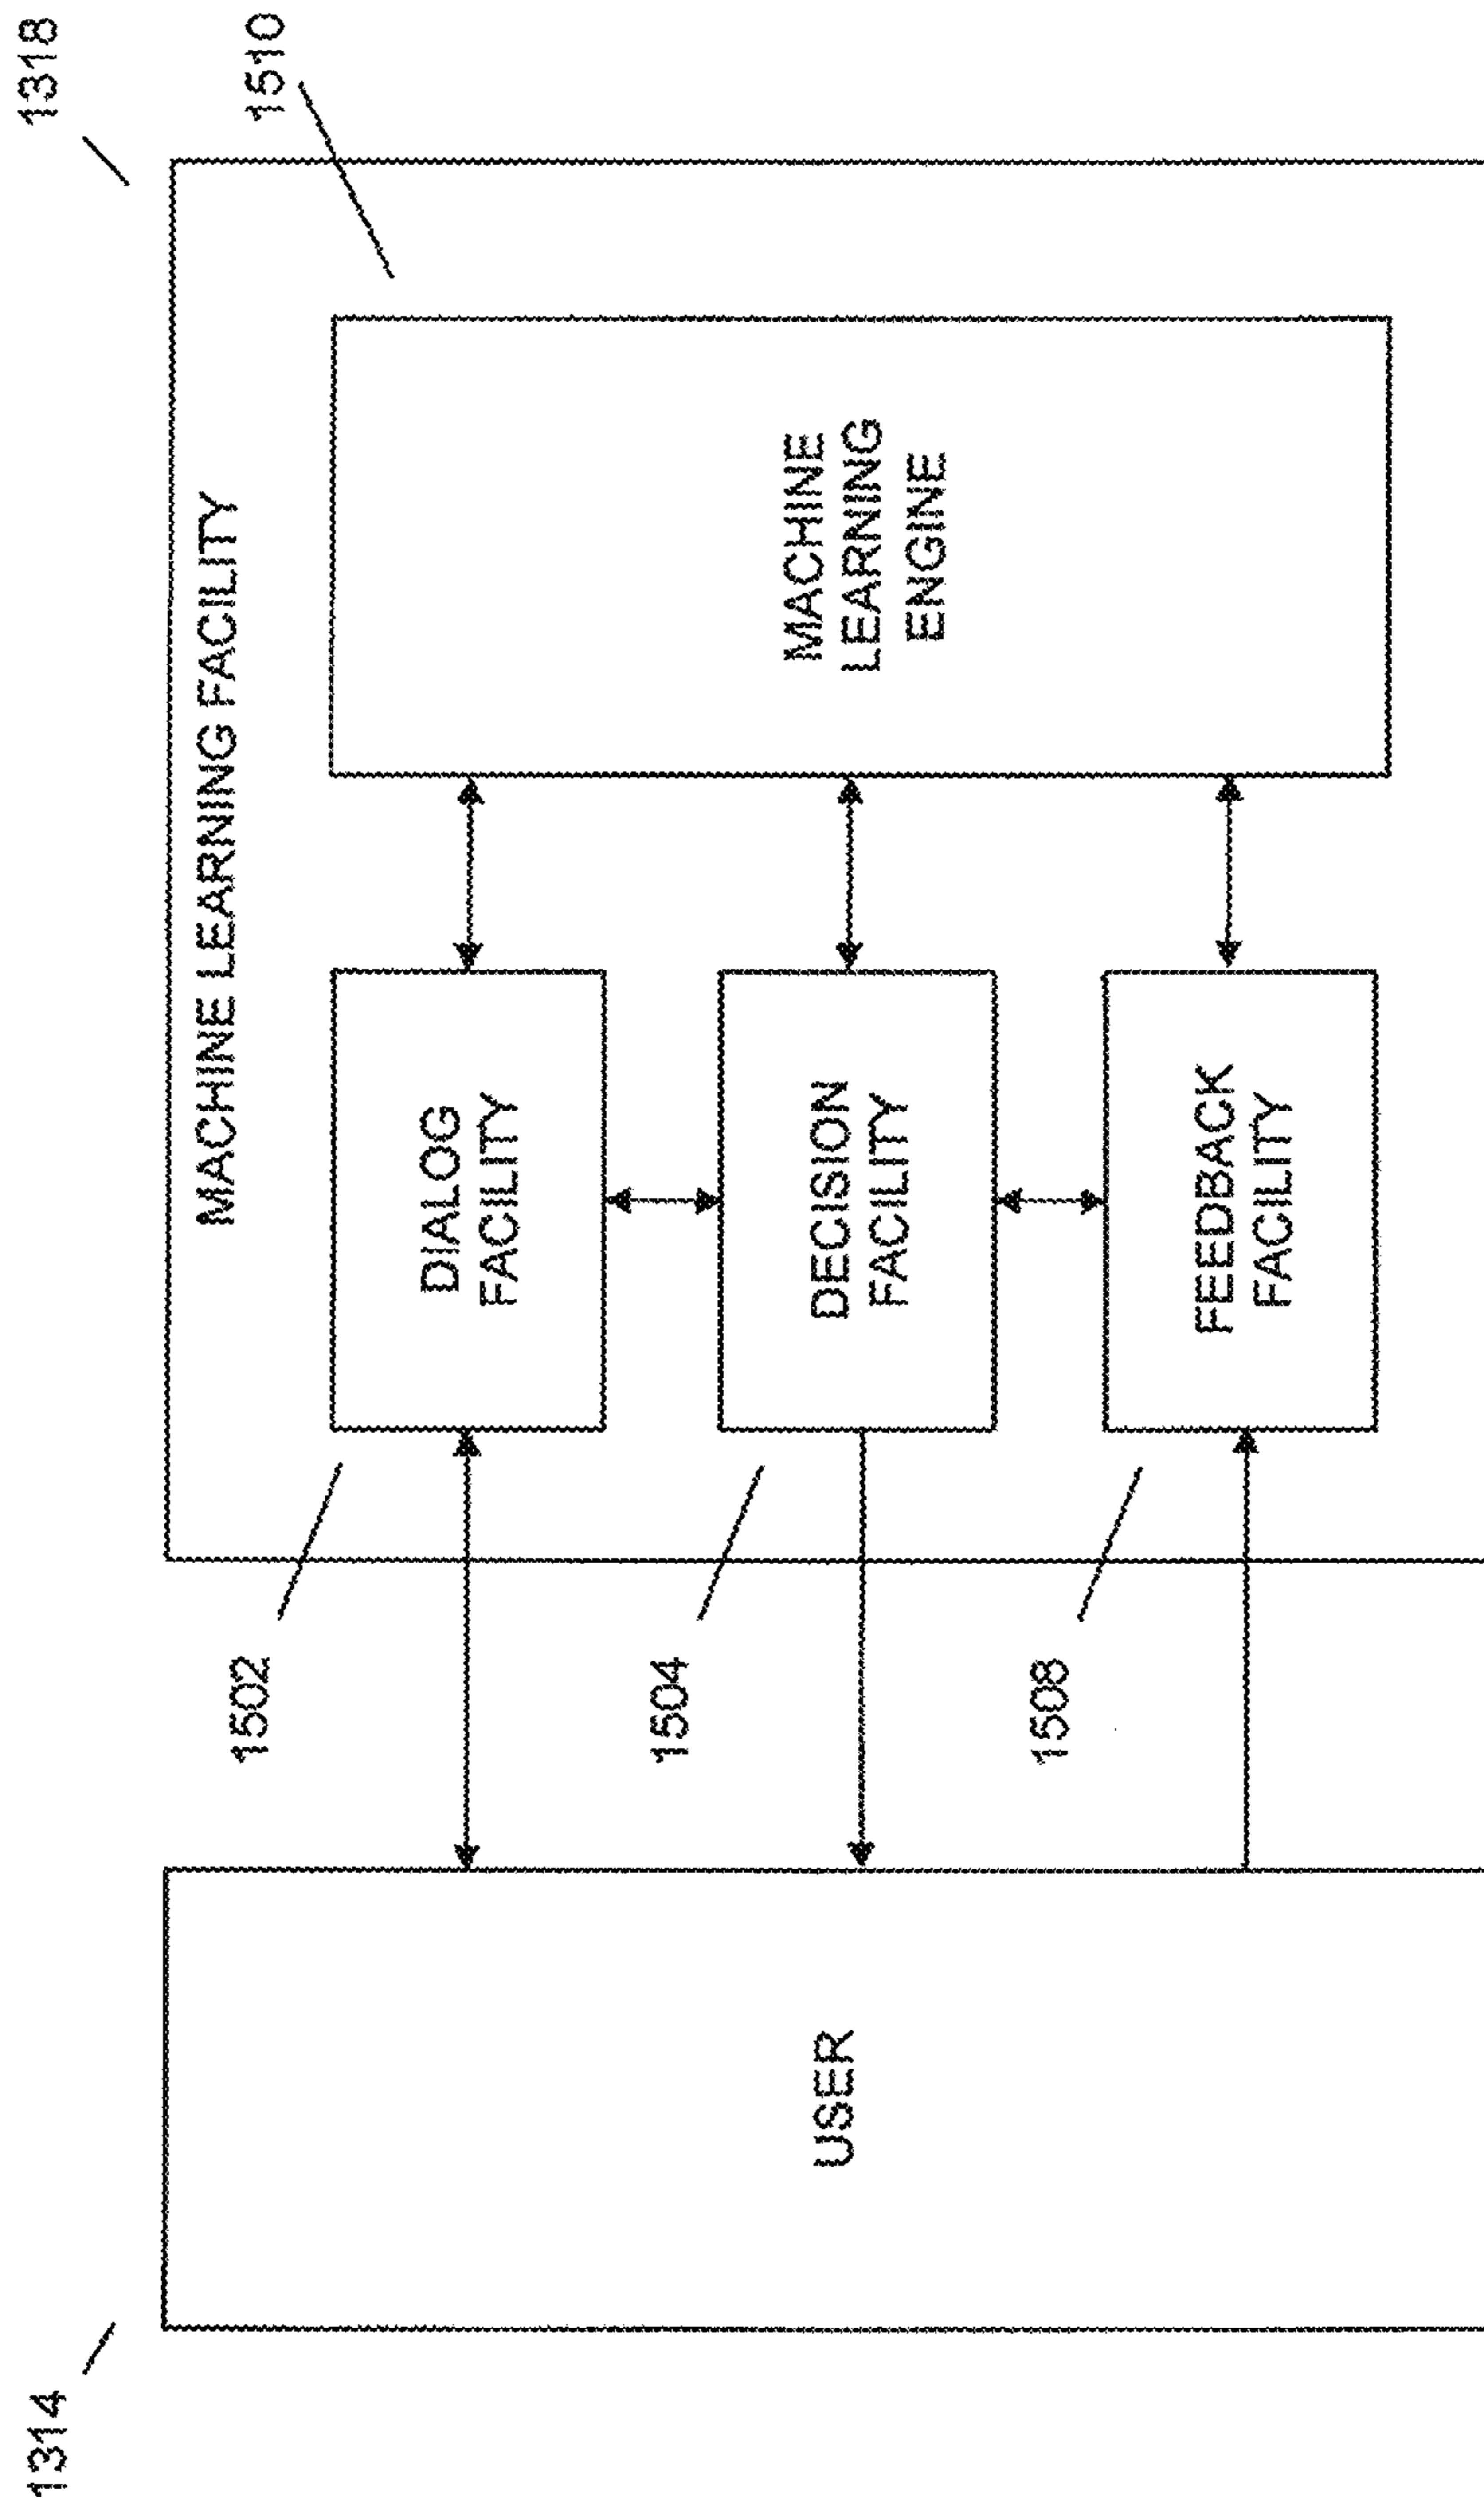 1314
1318
USER
MACHINE LEARNING FACILITY
1502
DIALOG
FACILITY
1504
DECISION
FACILITY
1508
FEEDBACK
FACILITY
1510
MACHINE
LEARNING
ENGINE